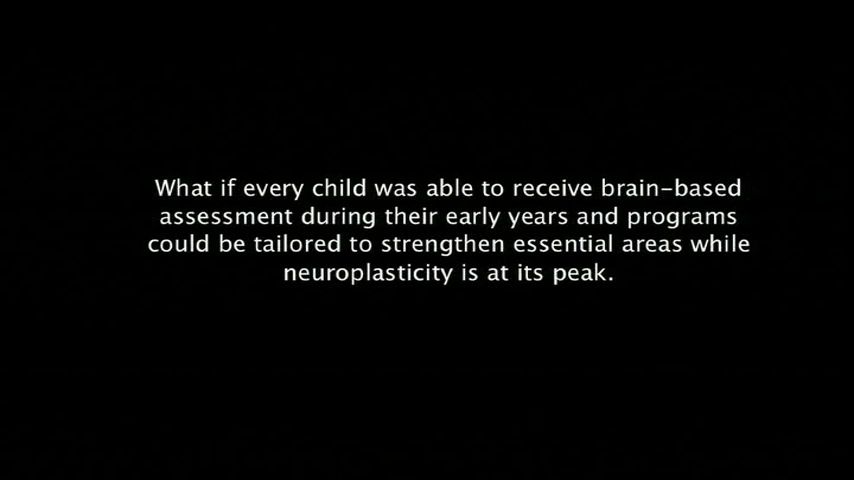 What if every child was able to receive brain-based
assessment during their early years and programs
could be tailored to strengthen essential areas while
neuroplasticity is at its peak.